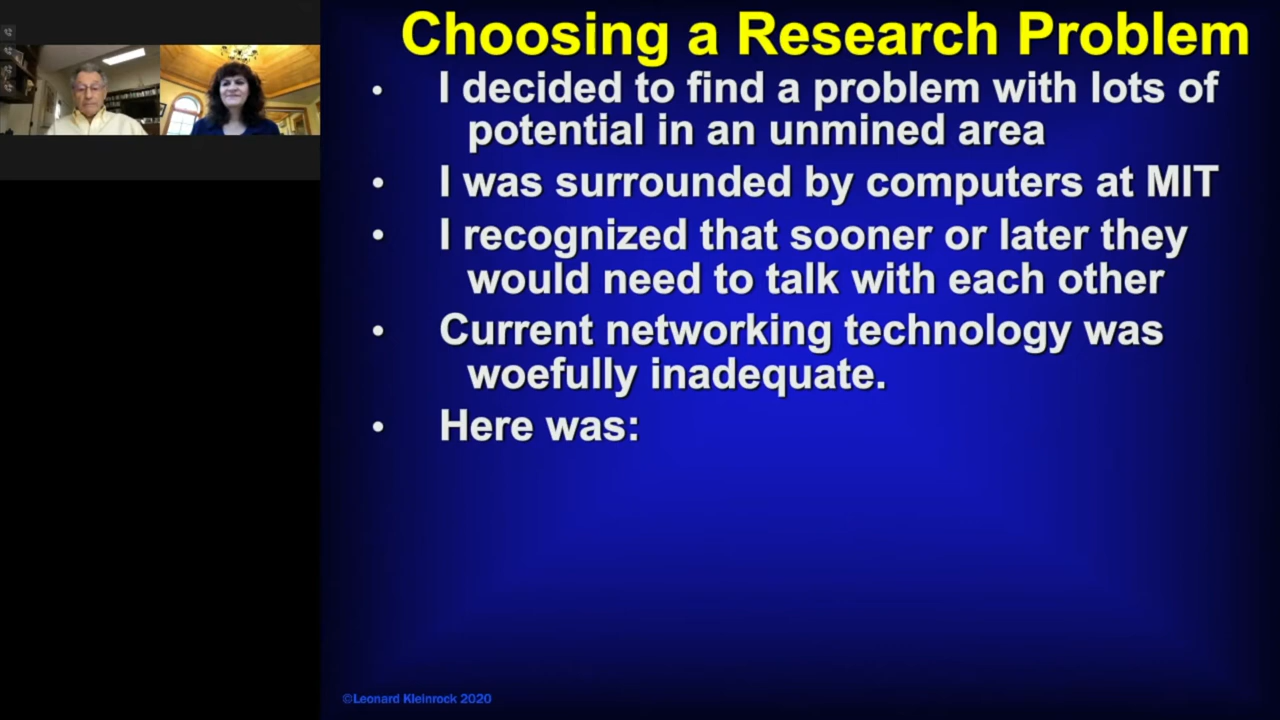 Choosing a Research Problem
• I decided to find a problem with lots of
potential in an unmined area
• I was surrounded by computers at MIT
• I recognized that sooner or later they
would need to talk with each other
• Current networking technology was
woefully inadequate.
• Here was:
©Leonard Kleinrock 2020